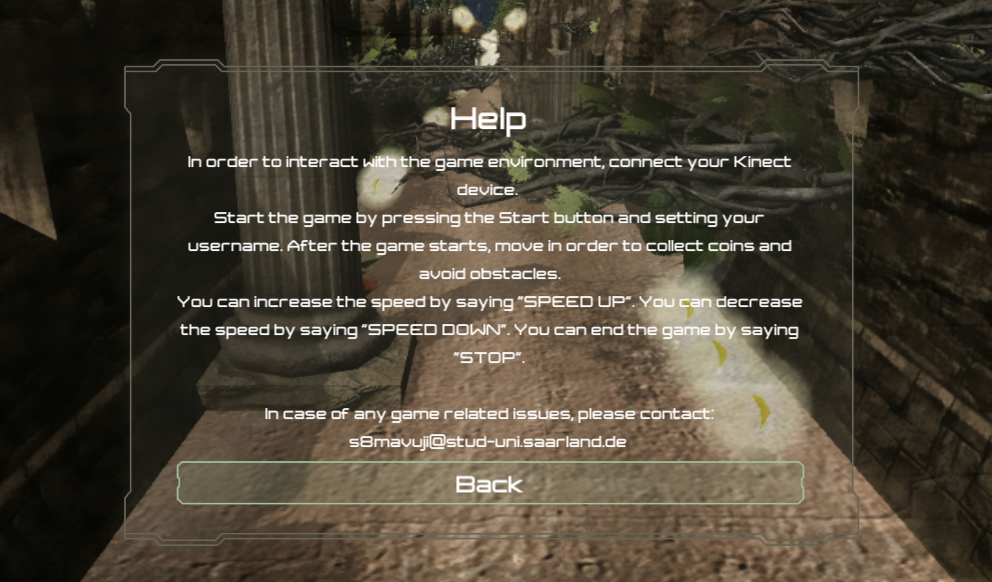 Help
In order to interact with the game environment, connect your Kinect
device.
Start the game by pressing the Start button and setting your
username. After the game starts, move in order to collect coins and
avoid obstacles.
You can increase the speed by saying "SPEED UP". You can decrease
the speed by saying "SPEED DOWN". You can end the game by saying
"STOP".
In case of any game related issues, please contact:
s8mavuji@stud-uni.saarland.de
Back